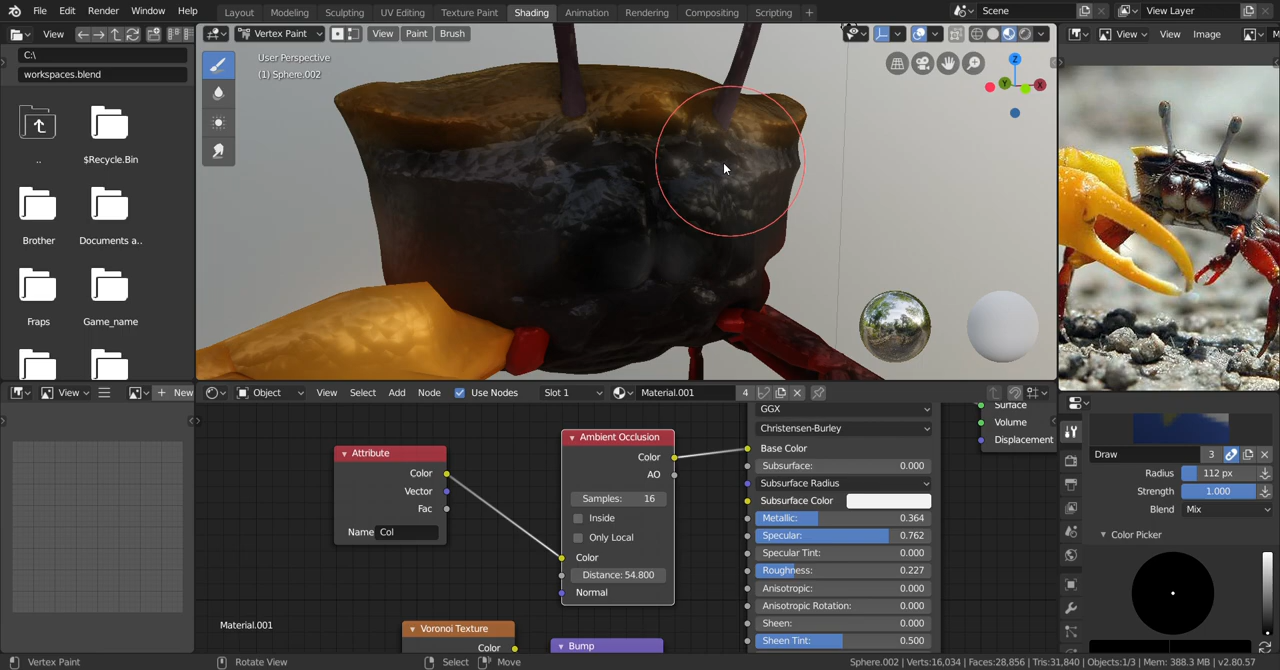 File Edit Render Window Help Layout Modeling Sculpting UV Editing Texture Paint Shading Animation Rendering Compositing Scripting + Scene View Layer
View Vertex Paint View Paint Brush View View Image
C:\
workspaces.blend
User Perspective
(1) Sphere.002
Z
Y
X
.. $Recycle.Bin
Brother Documents a..
Fraps Game_name
View + New Object View Select Add Node Use Nodes Slot 1 Material.001 4
Attribute
Color
Vector
Fac
Name Col
Ambient Occlusion
Color
AO
Samples: 16
Inside
Only Local
Color
Distance: 54.800
Normal
Voronoi Texture
Color
Bump
GGX
Christensen-Burley
Base Color
Subsurface: 0.000
Subsurface Radius
Subsurface Color
Metallic: 0.364
Specular: 0.762
Specular Tint: 0.000
Roughness: 0.227
Anisotropic: 0.000
Anisotropic Rotation: 0.000
Sheen: 0.000
Sheen Tint: 0.500
Surface
Volume
Displacement
Draw 3
Radius 112 px
Strength 1.000
Blend Mix
Color Picker
Material.001
Vertex Paint Rotate View Select Move Sphere.002 | Verts:16,034 | Faces:28,856 | Tris:31,840 | Objects:1/3 | Mem: 388.3 MB | v2.80.57